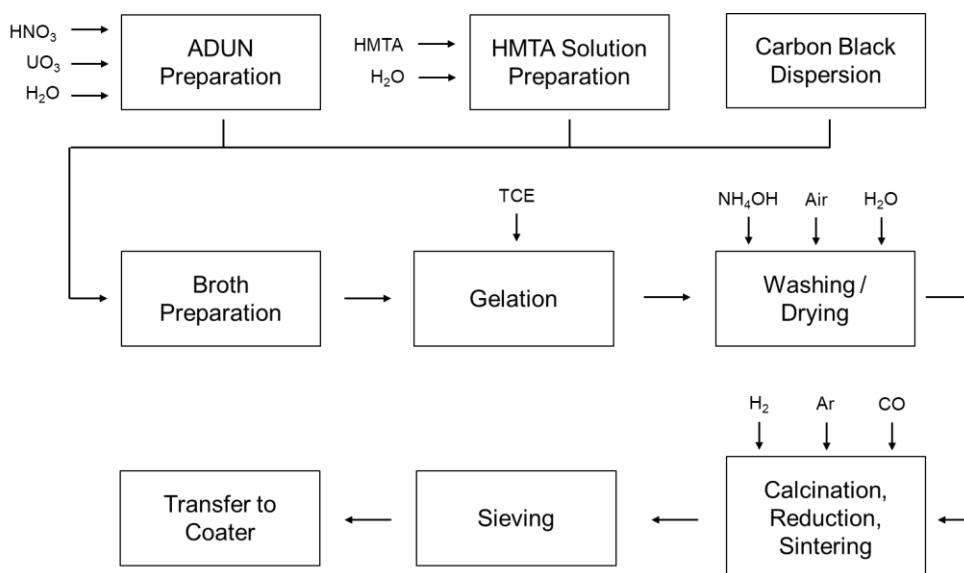 HNO₃
UO₃
H₂O
ADUN
Preparation
HMTA
H₂O
HMTA Solution
Preparation
Carbon Black
Dispersion
TCE
NH₄OH Air H₂O
Broth
Preparation
Gelation
Washing /
Drying
H₂ Ar CO
Transfer to
Coater
Sieving
Calcination,
Reduction,
Sintering